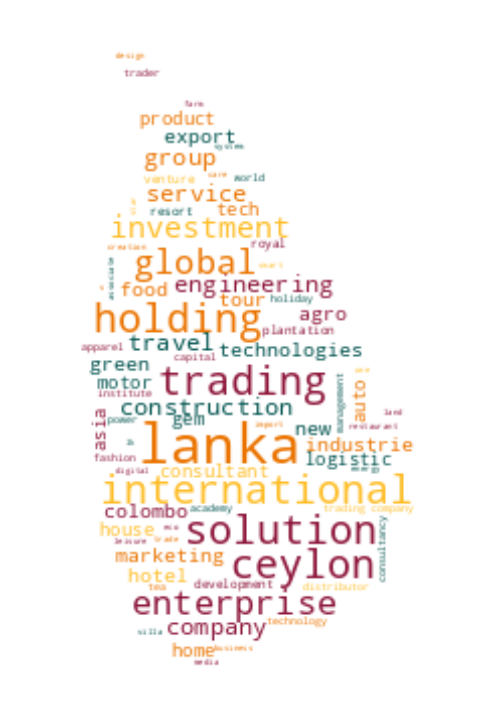 design
trader
farm
product
export
system
group
venture care world
service
resort tech
investment
creation royal
global smart
associate
food engineering
tour holiday
holding agro
plantation
travel
apparel technologies
capital
green
motor trading
institute management auto
construction land
power gem import restaurant
asia lanka new
industrie
fashion logistic
digital consultant
international
colombo academy trading company
house eco solution
leisure trade consultancy
marketing ceylon
hotel
tea development distributor
enterprise
villa company technology
home business
media